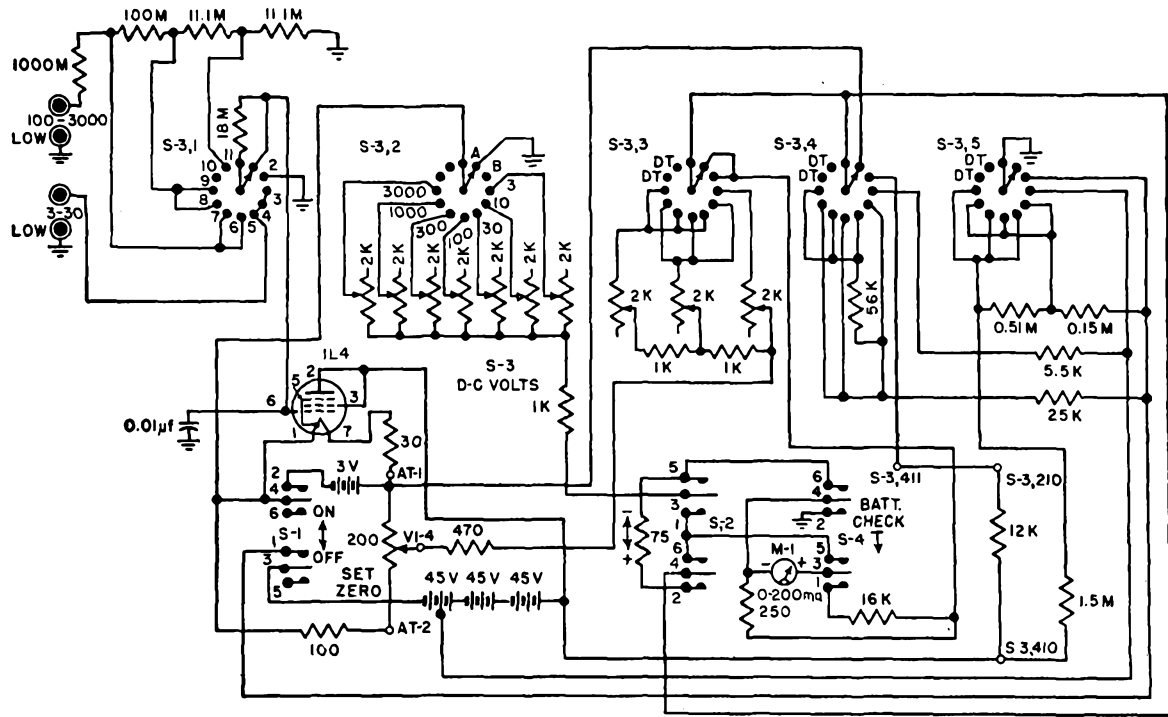 100M 11.1M 11.1M
1000M
100-3000
LOW
3-30
LOW
S-3,1
18M
11
10
9
8
7
6
5
4
3
2
S-3,2
A
B
3
10
30
100
300
1000
3000
2K 2K 2K 2K 2K 2K 2K
S-3
D-C VOLTS
1K
S-3,3
DT
DT
2K 2K 2K
1K 1K
S-3,4
DT
DT
56K
S-3,5
DT
DT
0.51M 0.15M
5.5K
25K
1L4
5 2
6 3
1 7
0.01µf
30
AT-1
2
4
6
3V
ON
S-1
OFF
1
3
5
200
V1-4
470
SET
ZERO
45V 45V 45V
AT-2
100
5
3
1
6
4
2
S-2
-
+
75
6
4
2
BATT.
CHECK
S-4
5
3
1
M-1
- +
0-200ma
250
16K
S-3,411
S-3,210
12K
1.5M
S3,410